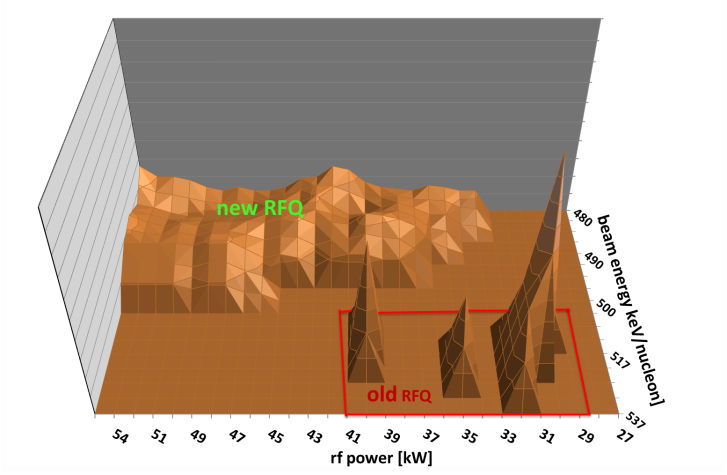 new RFQ
old RFQ
480
490
500
517
537
beam energy keV/nucleon]
54 51 49 47 45 43 41 39 37 35 33 31 29 27
rf power [kW]